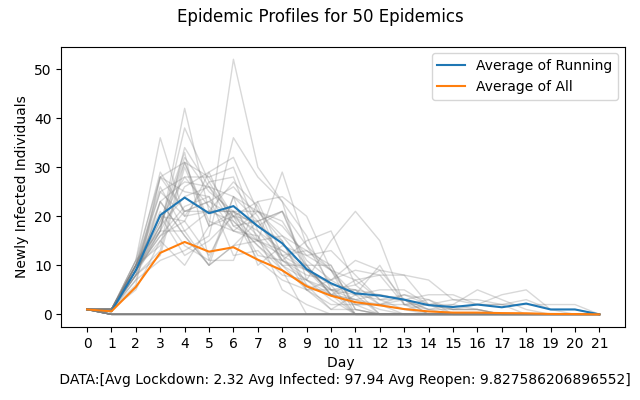 Epidemic Profiles for 50 Epidemics
Average of Running
Average of All
Newly Infected Individuals
50
40
30
20
10
0
0 1 2 3 4 5 6 7 8 9 10 11 12 13 14 15 16 17 18 19 20 21
Day
DATA:[Avg Lockdown: 2.32 Avg Infected: 97.94 Avg Reopen: 9.827586206896552]